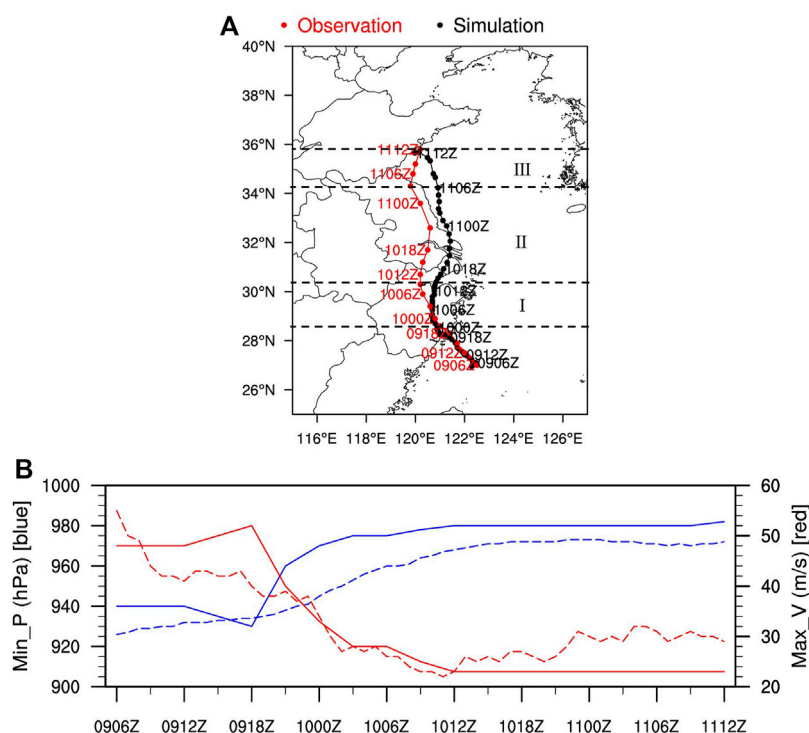 A
● Observation ● Simulation
40°N
38°N
36°N
34°N
32°N
30°N
28°N
26°N
116°E 118°E 120°E 122°E 124°E 126°E
1112Z 1112Z
III
1106Z 1106Z
1100Z 1100Z
II
1018Z 1018Z
1012Z 1012Z
1006Z 1006Z
I
1000Z 1000Z
0918Z 0918Z
0912Z 0912Z
0906Z 0906Z
B
Min_P (hPa) [blue]
1000
980
960
940
920
900
60
50
40
30
20
Max_V (m/s) [red]
0906Z 0912Z 0918Z 1000Z 1006Z 1012Z 1018Z 1100Z 1106Z 1112Z